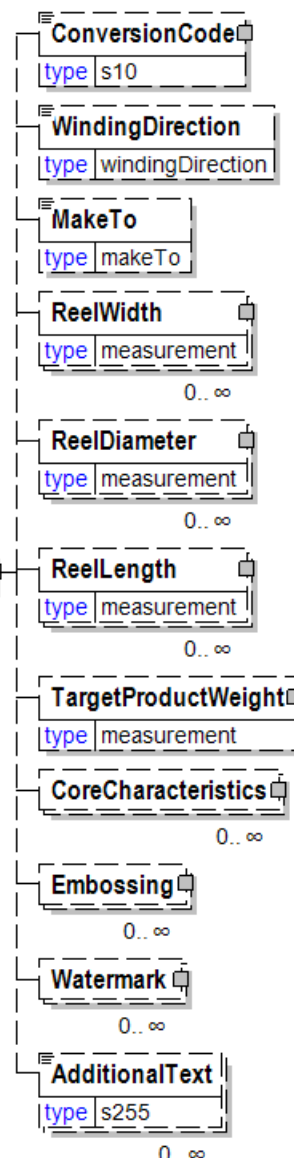 ConversionCode
type s10
WindingDirection
type windingDirection
MakeTo
type makeTo
ReelWidth
type measurement
0.. ∞
ReelDiameter
type measurement
0.. ∞
ReelLength
type measurement
0.. ∞
TargetProductWeight
type measurement
CoreCharacteristics
0.. ∞
Embossing
0.. ∞
Watermark
0.. ∞
AdditionalText
type s255
0.. ∞